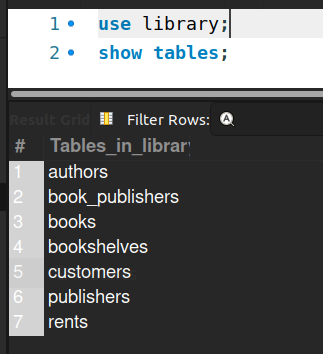 1 use library;
2 show tables;
Result Grid Filter Rows: A
# Tables_in_library
1 authors
2 book_publishers
3 books
4 bookshelves
5 customers
6 publishers
7 rents